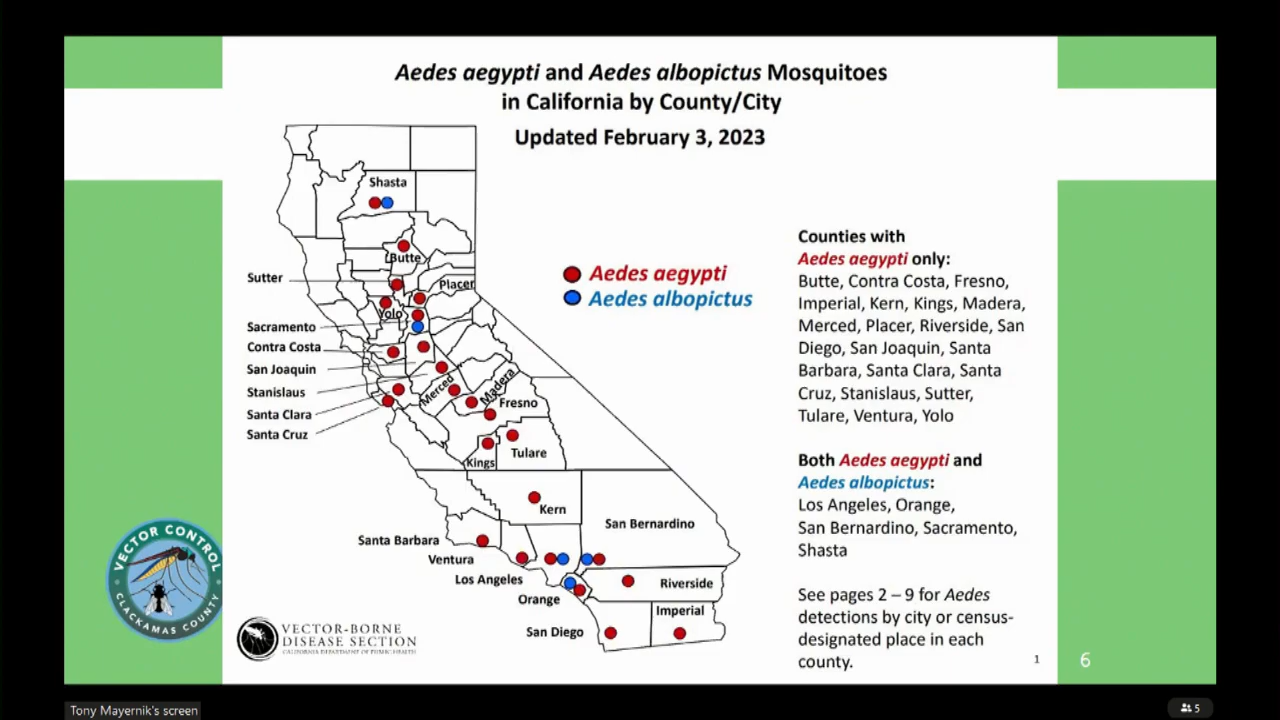 Aedes aegypti and Aedes albopictus Mosquitoes
in California by County/City
Updated February 3, 2023
Shasta
Butte
Sutter
Placer
Yolo
Sacramento
Contra Costa
San Joaquin
Stanislaus
Santa Clara
Santa Cruz
Merced
Madera
Fresno
Kings
Tulare
Kern
San Bernardino
Santa Barbara
Ventura
Los Angeles
Riverside
Orange
Imperial
San Diego
Aedes aegypti
Aedes albopictus
Counties with
Aedes aegypti only:
Butte, Contra Costa, Fresno,
Imperial, Kern, Kings, Madera,
Merced, Placer, Riverside, San
Diego, San Joaquin, Santa
Barbara, Santa Clara, Santa
Cruz, Stanislaus, Sutter,
Tulare, Ventura, Yolo
Both Aedes aegypti and
Aedes albopictus:
Los Angeles, Orange,
San Bernardino, Sacramento,
Shasta
See pages 2 – 9 for Aedes
detections by city or census-
designated place in each
county.
1
6
VECTOR CONTROL
CLACKAMAS COUNTY
VECTOR-BORNE
DISEASE SECTION
CALIFORNIA DEPARTMENT OF PUBLIC HEALTH
Tony Mayernik's screen
5